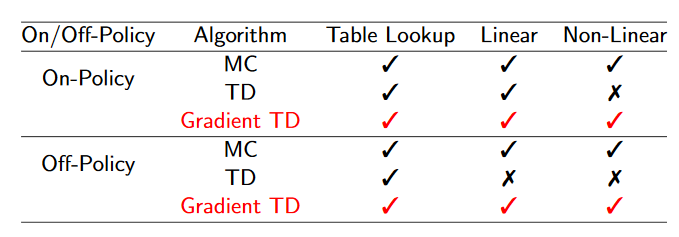 On/Off-Policy Algorithm Table Lookup Linear Non-Linear
On-Policy MC ✓ ✓ ✓
TD ✓ ✓ ✗
Gradient TD ✓ ✓ ✓
Off-Policy MC ✓ ✓ ✓
TD ✓ ✗ ✗
Gradient TD ✓ ✓ ✓